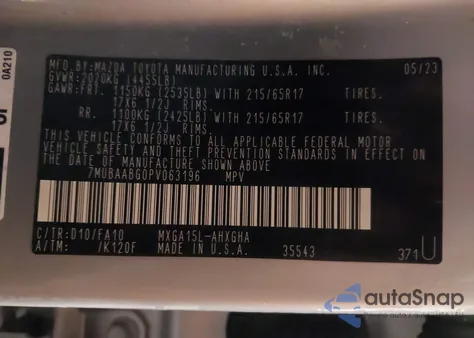 MFD.BY:MAZDA TOYOTA MANUFACTURING U.S.A. INC. 05/23
GVWR:2020KG (4455LB)
GAWR:FRT. 1150KG (2535LB) WITH 215/65R17 TIRES.
17X6 1/2J RIMS.
RR. 1100KG (2425LB) WITH 215/65R17 TIRES.
17X6 1/2J RIMS.
THIS VEHICLE CONFORMS TO ALL APPLICABLE FEDERAL MOTOR
VEHICLE SAFETY AND THEFT PREVENTION STANDARDS IN EFFECT ON
THE DATE OF MANUFACTURE SHOWN ABOVE.
7MUBAABG0PV063196 MPV
C/TR:D10/FA10 MXGA15L-AHXGHA
A/TM: /K120F MADE IN U.S.A. 35543 371U
0A210
autoSnap